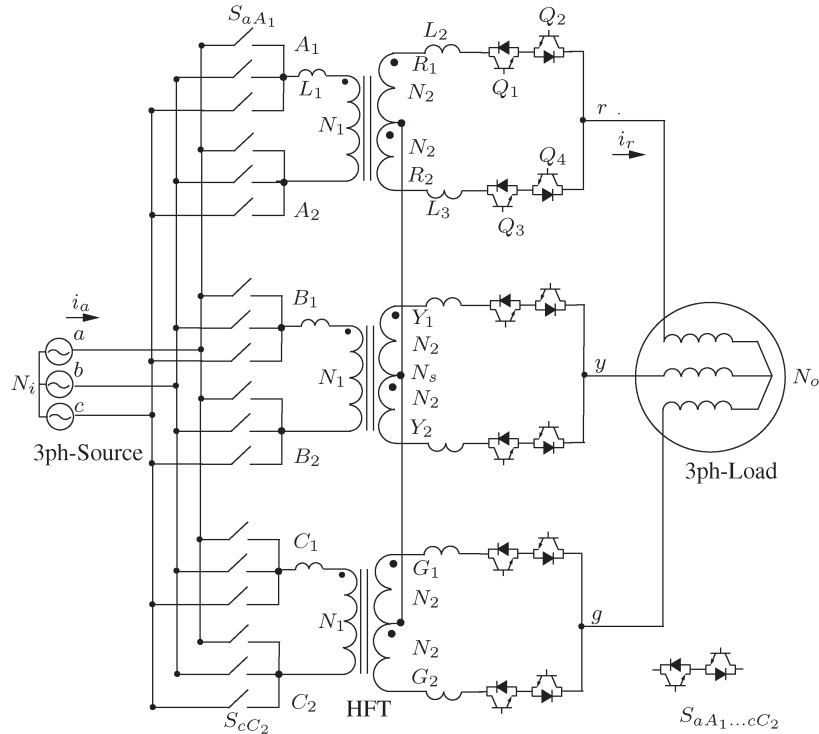 S_{aA_1}
A_1
L_1
N_1
A_2
L_2
Q_2
R_1
N_2
Q_1
N_2
R_2
L_3
Q_4
Q_3
r
i_r
i_a
a
b
c
N_i
3ph-Source
B_1
N_1
B_2
Y_1
N_2
N_s
N_2
Y_2
y
N_o
3ph-Load
C_1
N_1
C_2
S_{cC_2}
HFT
G_1
N_2
N_2
G_2
g
S_{aA_1...cC_2}